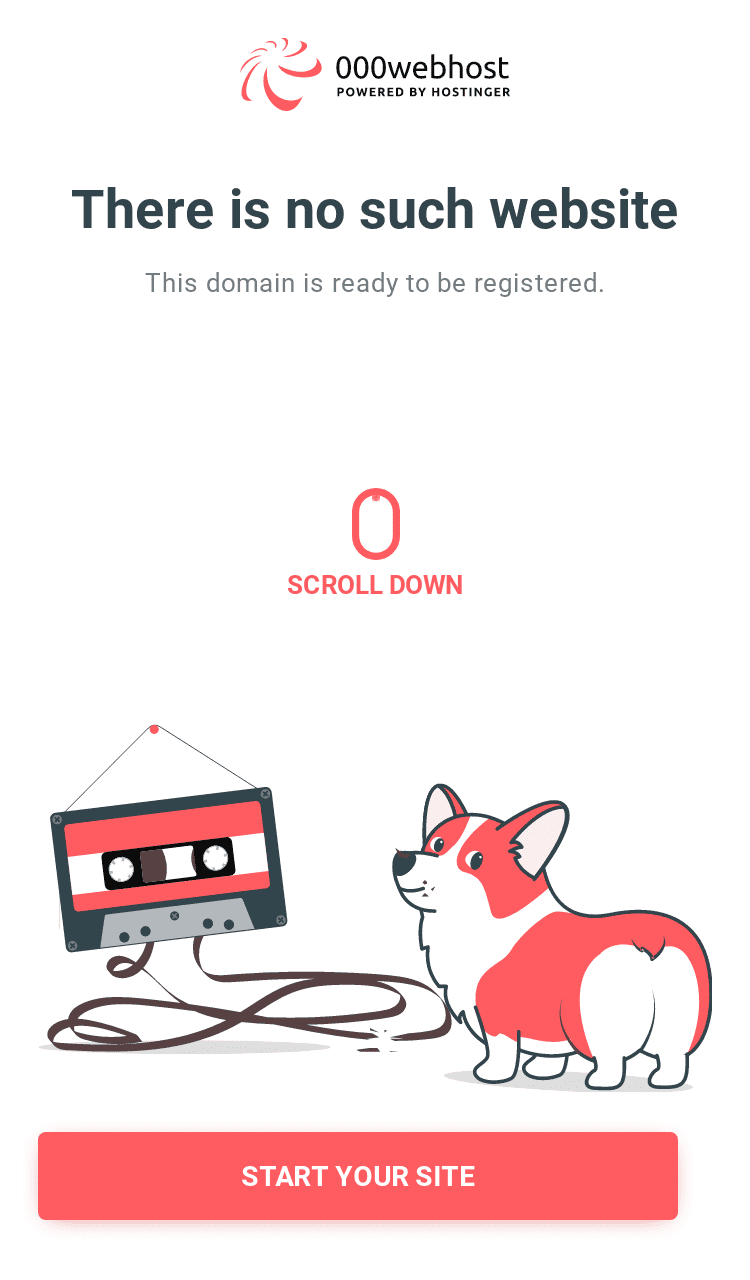 000webhost
POWERED BY HOSTINGER
There is no such website
This domain is ready to be registered.
SCROLL DOWN
START YOUR SITE